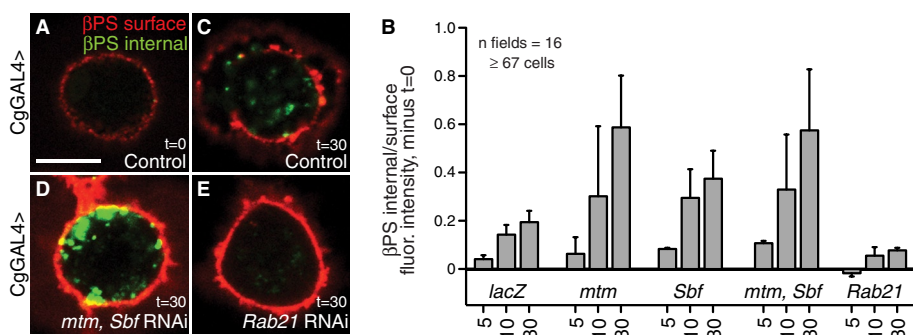 A
βPS surface
βPS internal
CgGAL4>
t=0
Control
C
t=30
Control
D
CgGAL4>
t=30
mtm, Sbf RNAi
E
t=30
Rab21 RNAi
B
n fields = 16
≥ 67 cells
βPS internal/surface
fluor. intensity, minus t=0
1.0
0.8
0.6
0.4
0.2
0
lacZ mtm Sbf mtm, Sbf Rab21
5 10 30 5 10 30 5 10 30 5 10 30 5 10 30